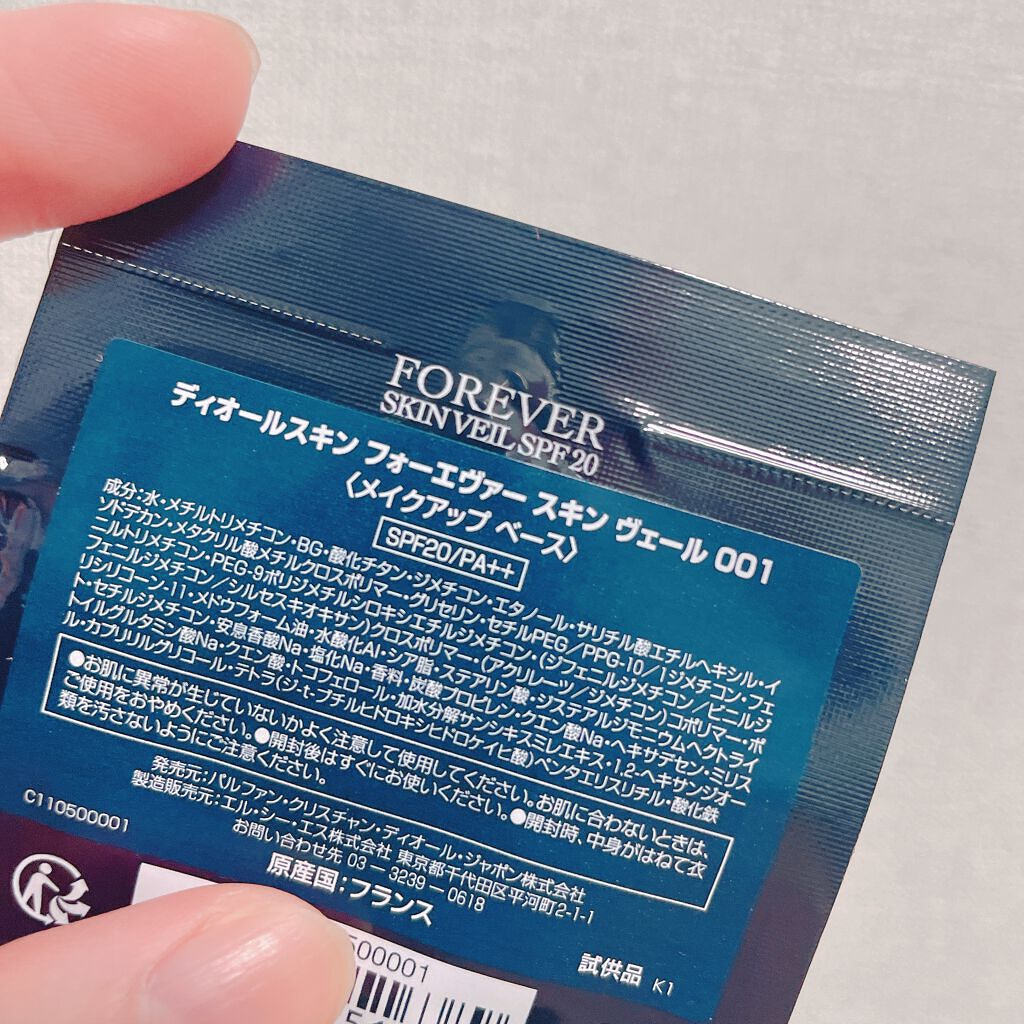 FOREVER
SKIN VEIL SPF 20
ディオールスキン フォーエヴァー スキン ヴェール 001
〈メイクアップ ベース〉
SPF20/PA++
成分:水・メチルトリメチコン・BG・酸化チタン・ジメチコン・エタノール・サリチル酸エチルヘキシル・イ
ソドデカン・メタクリル酸メチルクロスポリマー・グリセリン・セチルPEG/PPG-10/1ジメチコン・フェ
ニルトリメチコン・PEG-9ポリジメチルシロキシエチルジメチコン・(ジフェニルジメチコン/ビニルジ
フェニルジメチコン/シルセスキオキサン)クロスポリマー・(アクリレーツ/ジメチコン)コポリマー・ポ
リシリコーン-11・メドウフォーム油・水酸化Al・シア脂・ステアリン酸・ジステアルジモニウムヘクトライ
ト・セチルジメチコン・安息香酸Na・塩化Na・香料・炭酸プロピレン・クエン酸Na・ヘキサデセン・ミリス
トイルグルタミン酸Na・クエン酸・トコフェロール・加水分解サンシキスミレエキス・1,2-ヘキサンジオー
ル・カプリリルグリコール・テトラ(ジ-t-ブチルヒドロキシヒドロケイヒ酸)ペンタエリスリチル・酸化鉄
●お肌に異常が生じていないかよく注意して使用してください。お肌に合わないときは、
ご使用をおやめください。●開封後はすぐにお使いください。●開封時、中身がはねて衣
類を汚さないようにご注意ください。
発売元:パルファン・クリスチャン・ディオール・ジャポン株式会社
製造販売元:エル・シー・エス株式会社 東京都千代田区平河町2-1-1
お問い合わせ先 03-3239-0618
C110500001
原産国:フランス
試供品 K1
500001